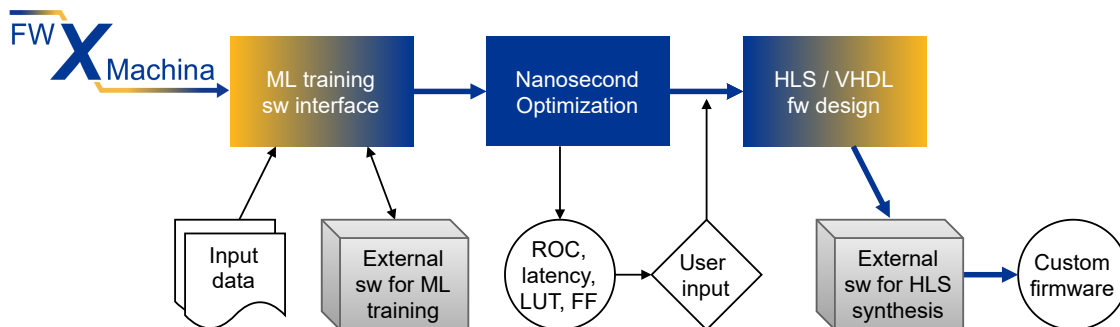 FW
X
Machina
ML training
sw interface
Nanosecond
Optimization
HLS / VHDL
fw design
Input
data
External
sw for ML
training
ROC,
latency,
LUT, FF
User
input
External
sw for HLS
synthesis
Custom
firmware